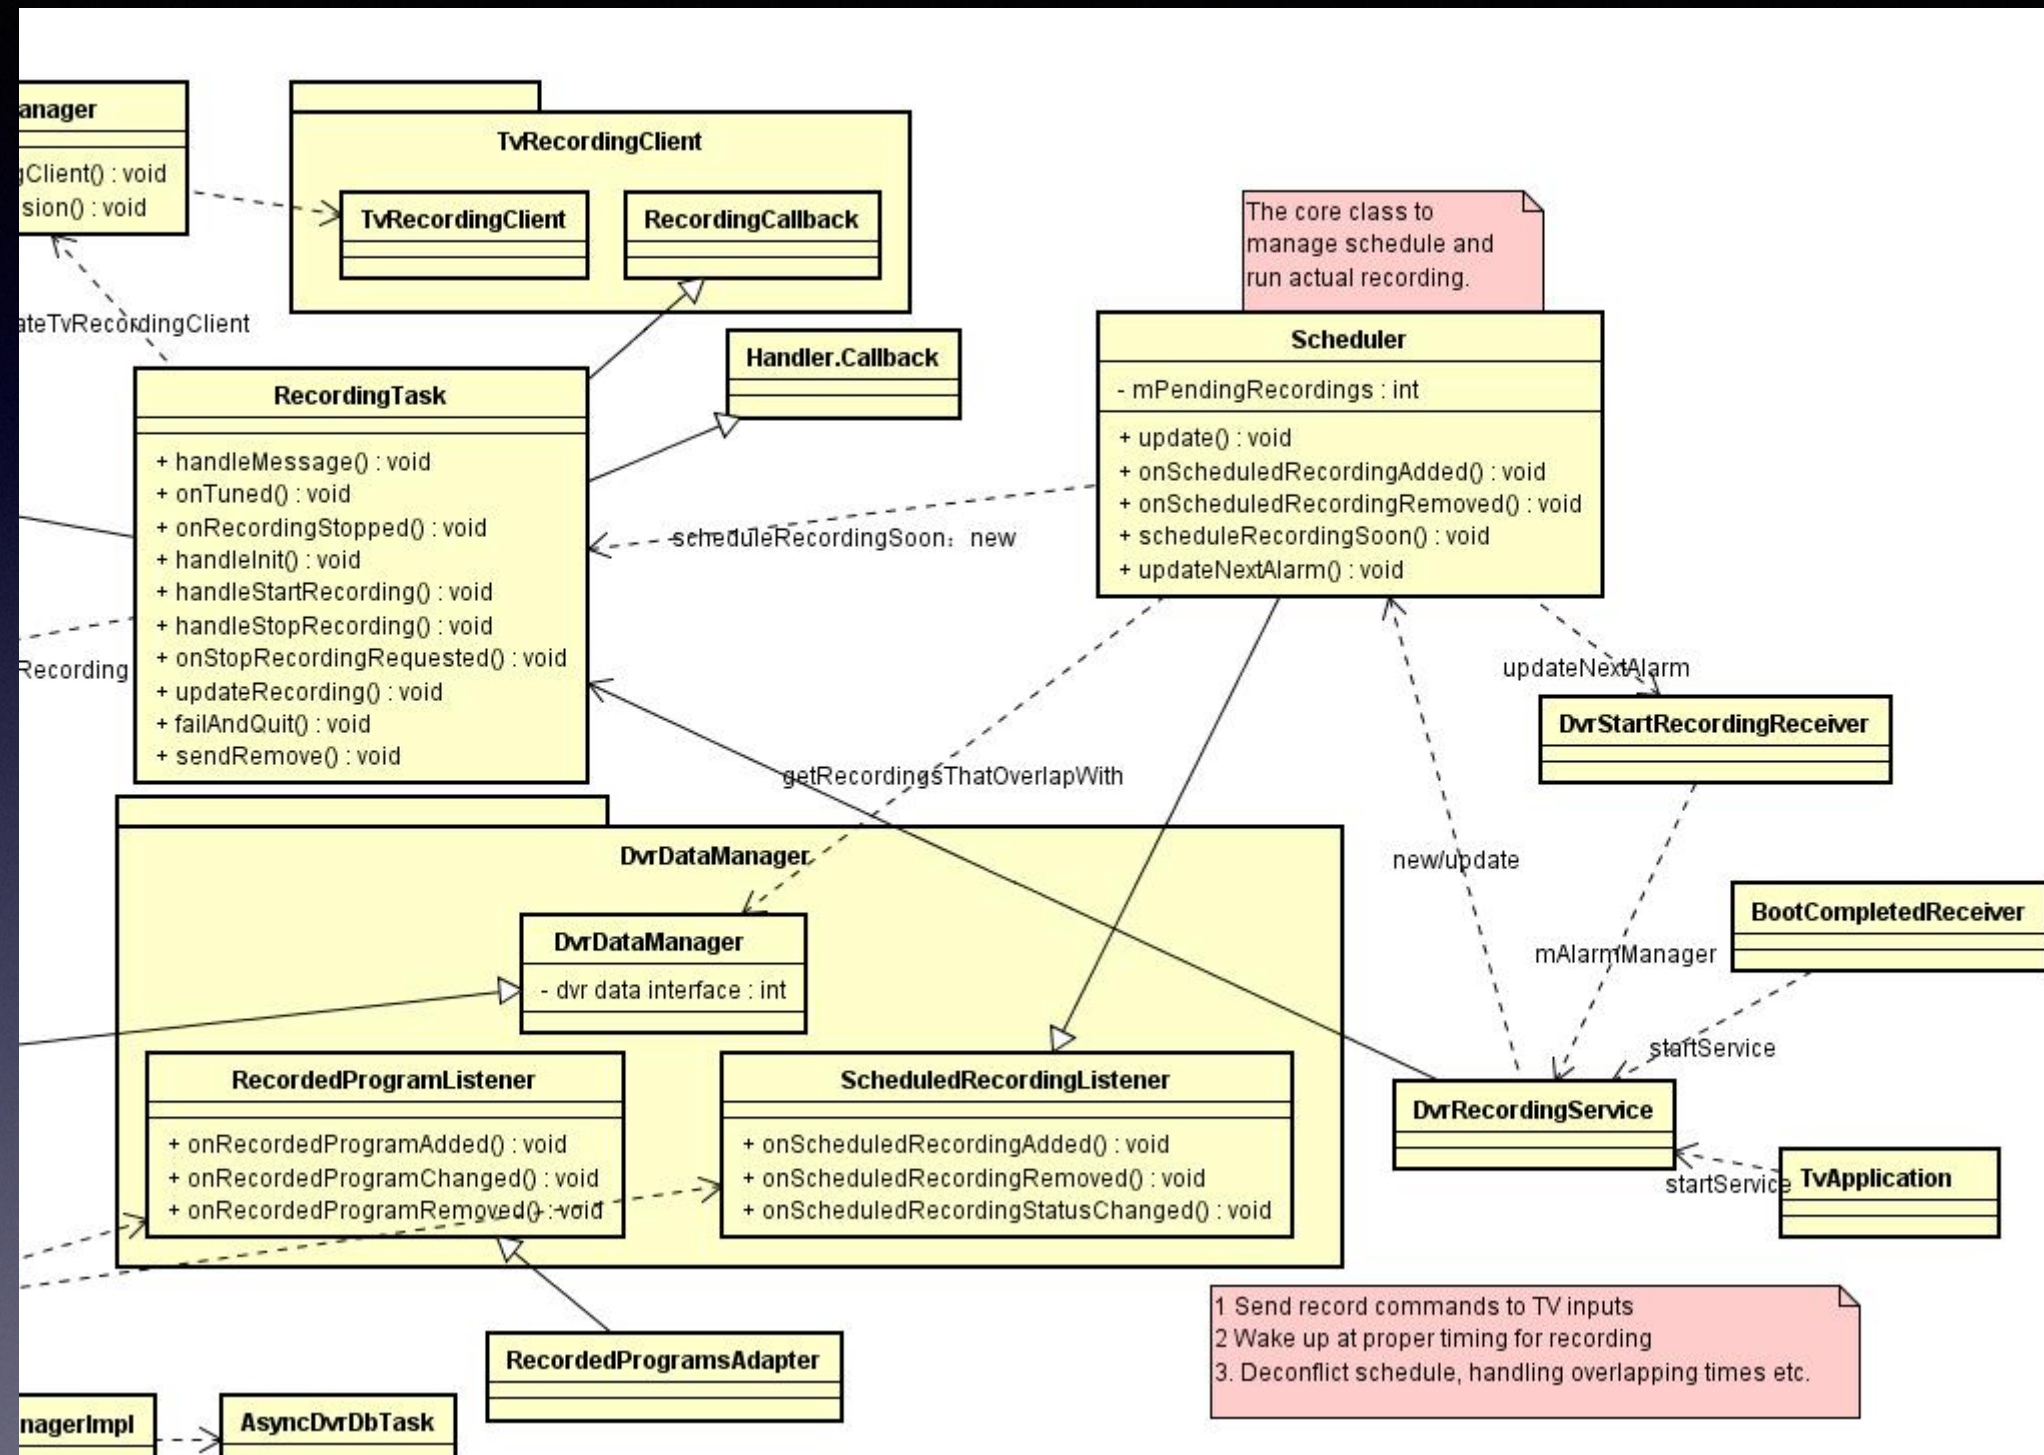 anager
gClient() : void
sion() : void
TvRecordingClient
TvRecordingClient
RecordingCallback
ateTvRecordingClient
Handler.Callback
The core class to
manage schedule and
run actual recording.
Scheduler
- mPendingRecordings : int
+ update() : void
+ onScheduledRecordingAdded() : void
+ onScheduledRecordingRemoved() : void
+ scheduleRecordingSoon() : void
+ updateNextAlarm() : void
RecordingTask
+ handleMessage() : void
+ onTuned() : void
+ onRecordingStopped() : void
+ handleInit() : void
+ handleStartRecording() : void
+ handleStopRecording() : void
+ onStopRecordingRequested() : void
+ updateRecording() : void
+ failAndQuit() : void
+ sendRemove() : void
scheduleRecordingSoon：new
Recording
updateNextAlarm
DvrStartRecordingReceiver
getRecordingsThatOverlapWith
new/update
mAlarmManager
BootCompletedReceiver
startService
DvrDataManager
DvrDataManager
- dvr data interface : int
RecordedProgramListener
+ onRecordedProgramAdded() : void
+ onRecordedProgramChanged() : void
+ onRecordedProgramRemoved() : void
ScheduledRecordingListener
+ onScheduledRecordingAdded() : void
+ onScheduledRecordingRemoved() : void
+ onScheduledRecordingStatusChanged() : void
DvrRecordingService
startService
TvApplication
1 Send record commands to TV inputs
2 Wake up at proper timing for recording
3. Deconflict schedule, handling overlapping times etc.
RecordedProgramsAdapter
nagerImpl
AsyncDvrDbTask